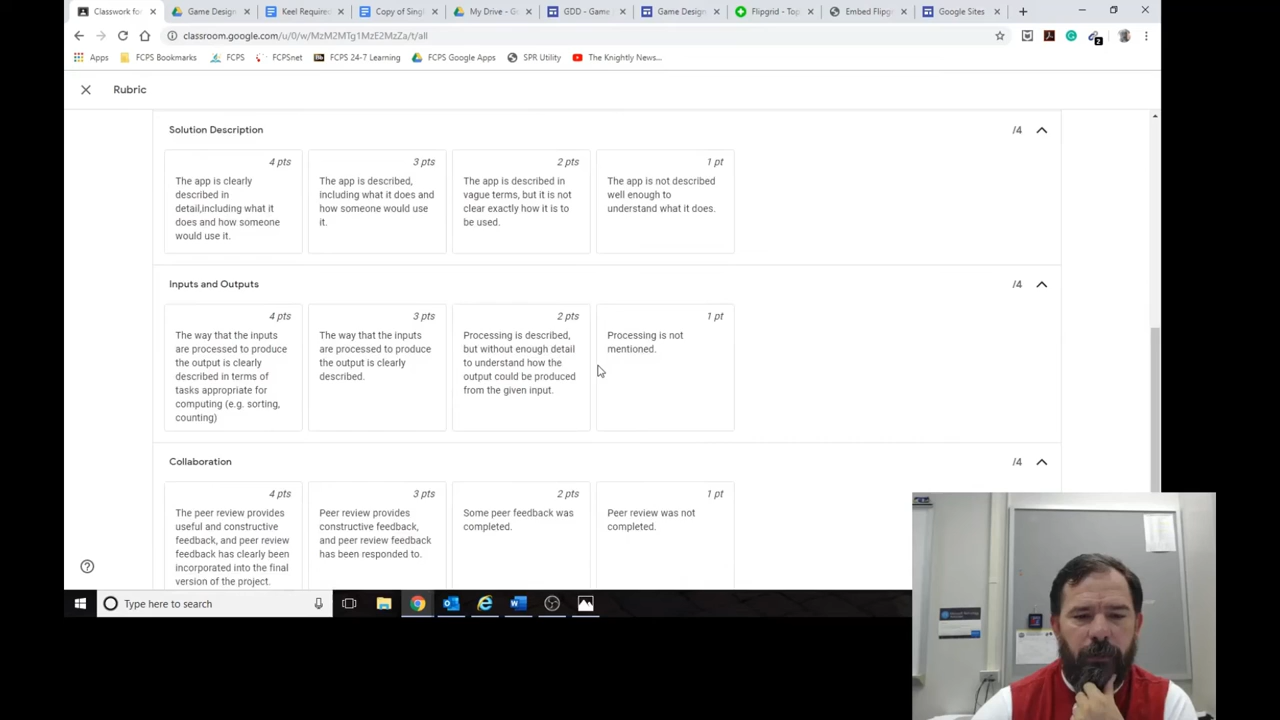 Classwork fo
Game Design
Keel Require
Copy of Sing
My Drive - G
GDD - Game
Game Design
Flipgrid - Top
Embed Flipg
Google Sites
classroom.google.com/u/0/w/MzM2MTg1MzE2MzZa/t/all
Apps
FCPS Bookmarks
FCPS
FCPSnet
FCPS 24-7 Learning
FCPS Google Apps
SPR Utility
The Knightly News...
2
Rubric
Solution Description
/4
4 pts
The app is clearly
described in
detail,including what it
does and how someone
would use it.
3 pts
The app is described,
including what it does and
how someone would use
it.
2 pts
The app is described in
vague terms, but it is not
clear exactly how it is to
be used.
1 pt
The app is not described
well enough to
understand what it does.
Inputs and Outputs
/4
4 pts
The way that the inputs
are processed to produce
the output is clearly
described in terms of
tasks appropriate for
computing (e.g. sorting,
counting)
3 pts
The way that the inputs
are processed to produce
the output is clearly
described.
2 pts
Processing is described,
but without enough detail
to understand how the
output could be produced
from the given input.
1 pt
Processing is not
mentioned.
Collaboration
/4
4 pts
The peer review provides
useful and constructive
feedback, and peer review
feedback has clearly been
incorporated into the final
version of the project.
3 pts
Peer review provides
constructive feedback,
and peer review feedback
has been responded to.
2 pts
Some peer feedback was
completed.
1 pt
Peer review was not
completed.
Type here to search